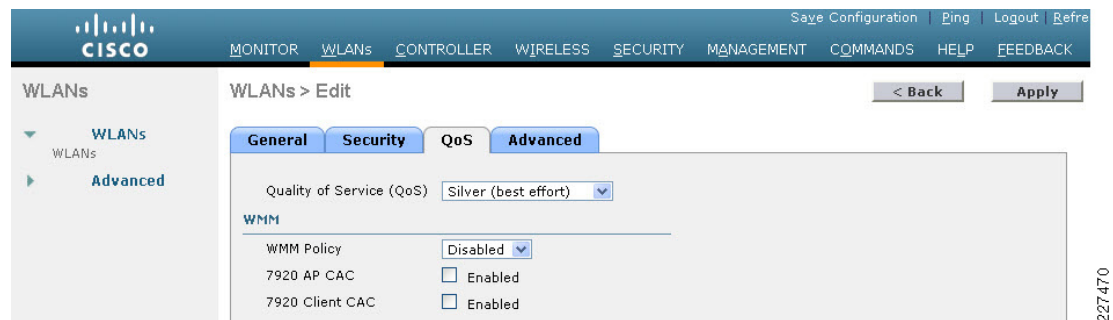 Save Configuration | Ping | Logout | Refre
CISCO
MONITOR WLANs CONTROLLER WIRELESS SECURITY MANAGEMENT COMMANDS HELP FEEDBACK
WLANs
WLANs > Edit
< Back
Apply
WLANs
WLANs
Advanced
General
Security
QoS
Advanced
Quality of Service (QoS) Silver (best effort)
WMM
WMM Policy Disabled
7920 AP CAC Enabled
7920 Client CAC Enabled
227470